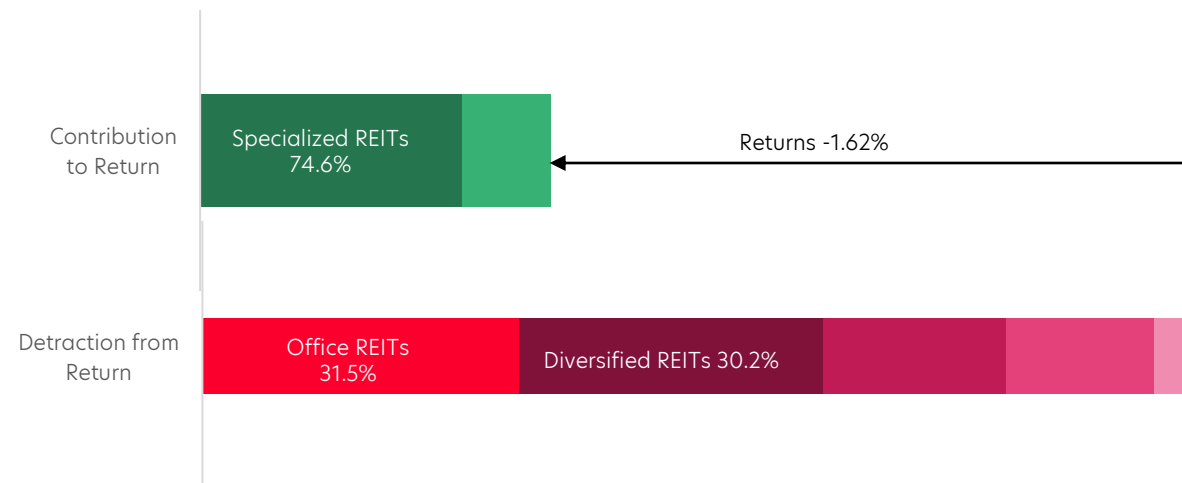 Contribution
to Return
Specialized REITs
74.6%
Returns -1.62%
Detraction from
Return
Office REITs
31.5%
Diversified REITs 30.2%